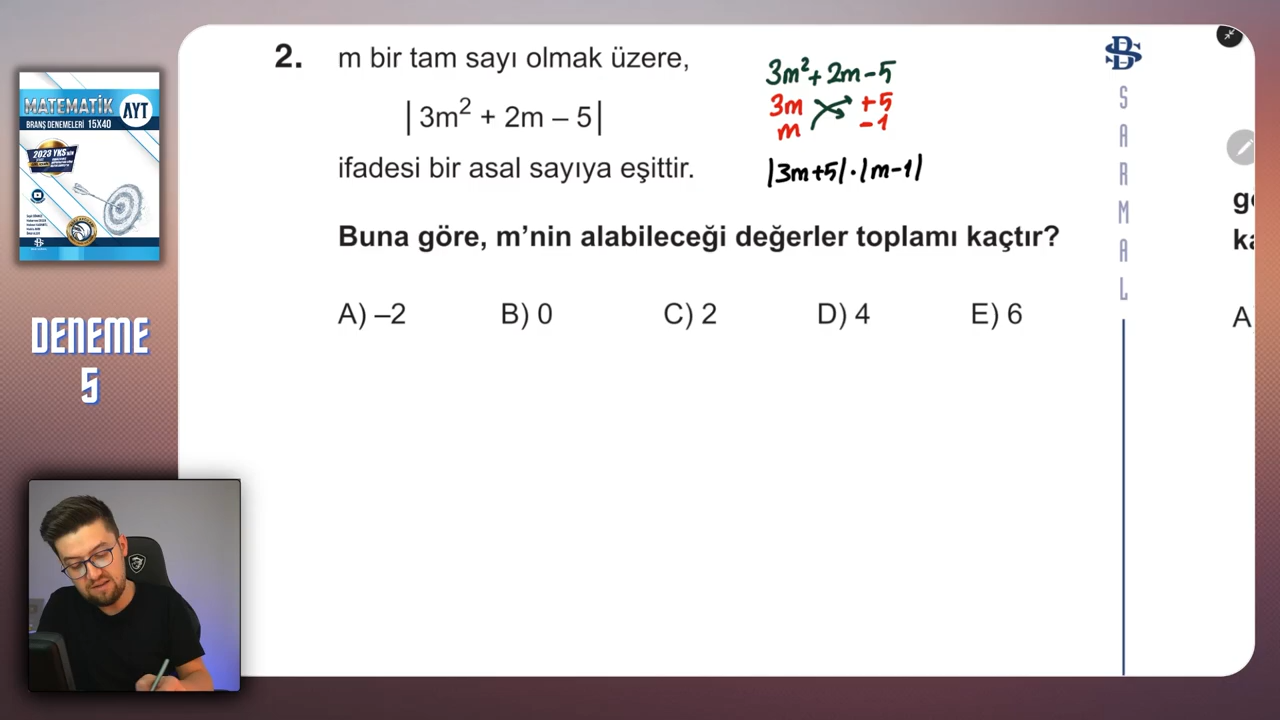 2. m bir tam sayı olmak üzere,
| 3m² + 2m – 5|
ifadesi bir asal sayıya eşittir.
Buna göre, m’nin alabileceği değerler toplamı kaçtır?
A) –2 B) 0 C) 2 D) 4 E) 6
3m² + 2m – 5
3m +5
m –1
|3m+5| · |m–1|
MATEMATİK
AYT
BRANŞ DENEMELERİ 15X40
DENEME
5
SARMAL
ka
A